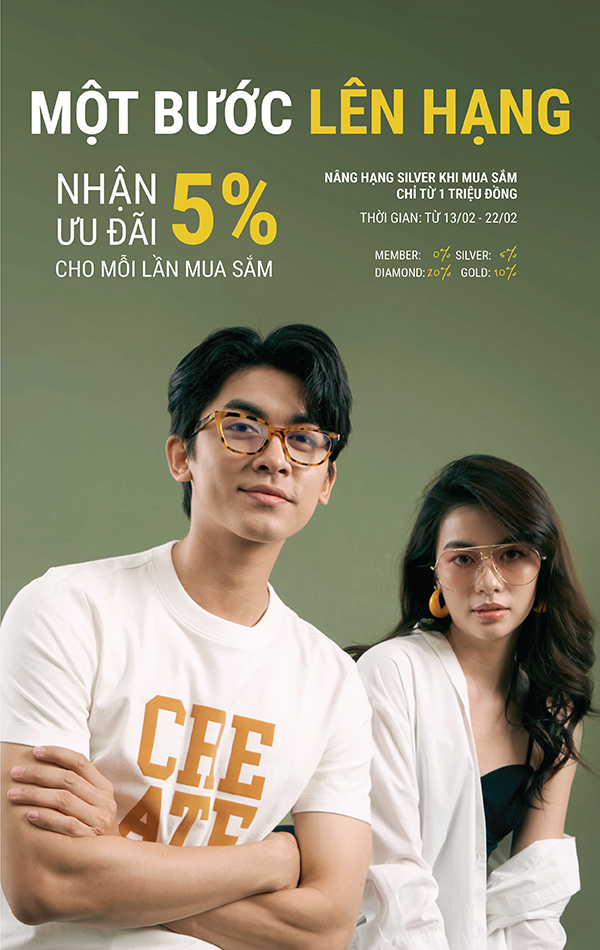 MỘT BƯỚC LÊN HẠNG
NHẬN
ƯU ĐÃI
5%
CHO MỖI LẦN MUA SẮM
NÂNG HẠNG SILVER KHI MUA SẮM
CHỈ TỪ 1 TRIỆU ĐỒNG
THỜI GIAN: TỪ 13/02 - 22/02
MEMBER: 0% SILVER: 5%
DIAMOND: 20% GOLD: 10%
CRE
ATE